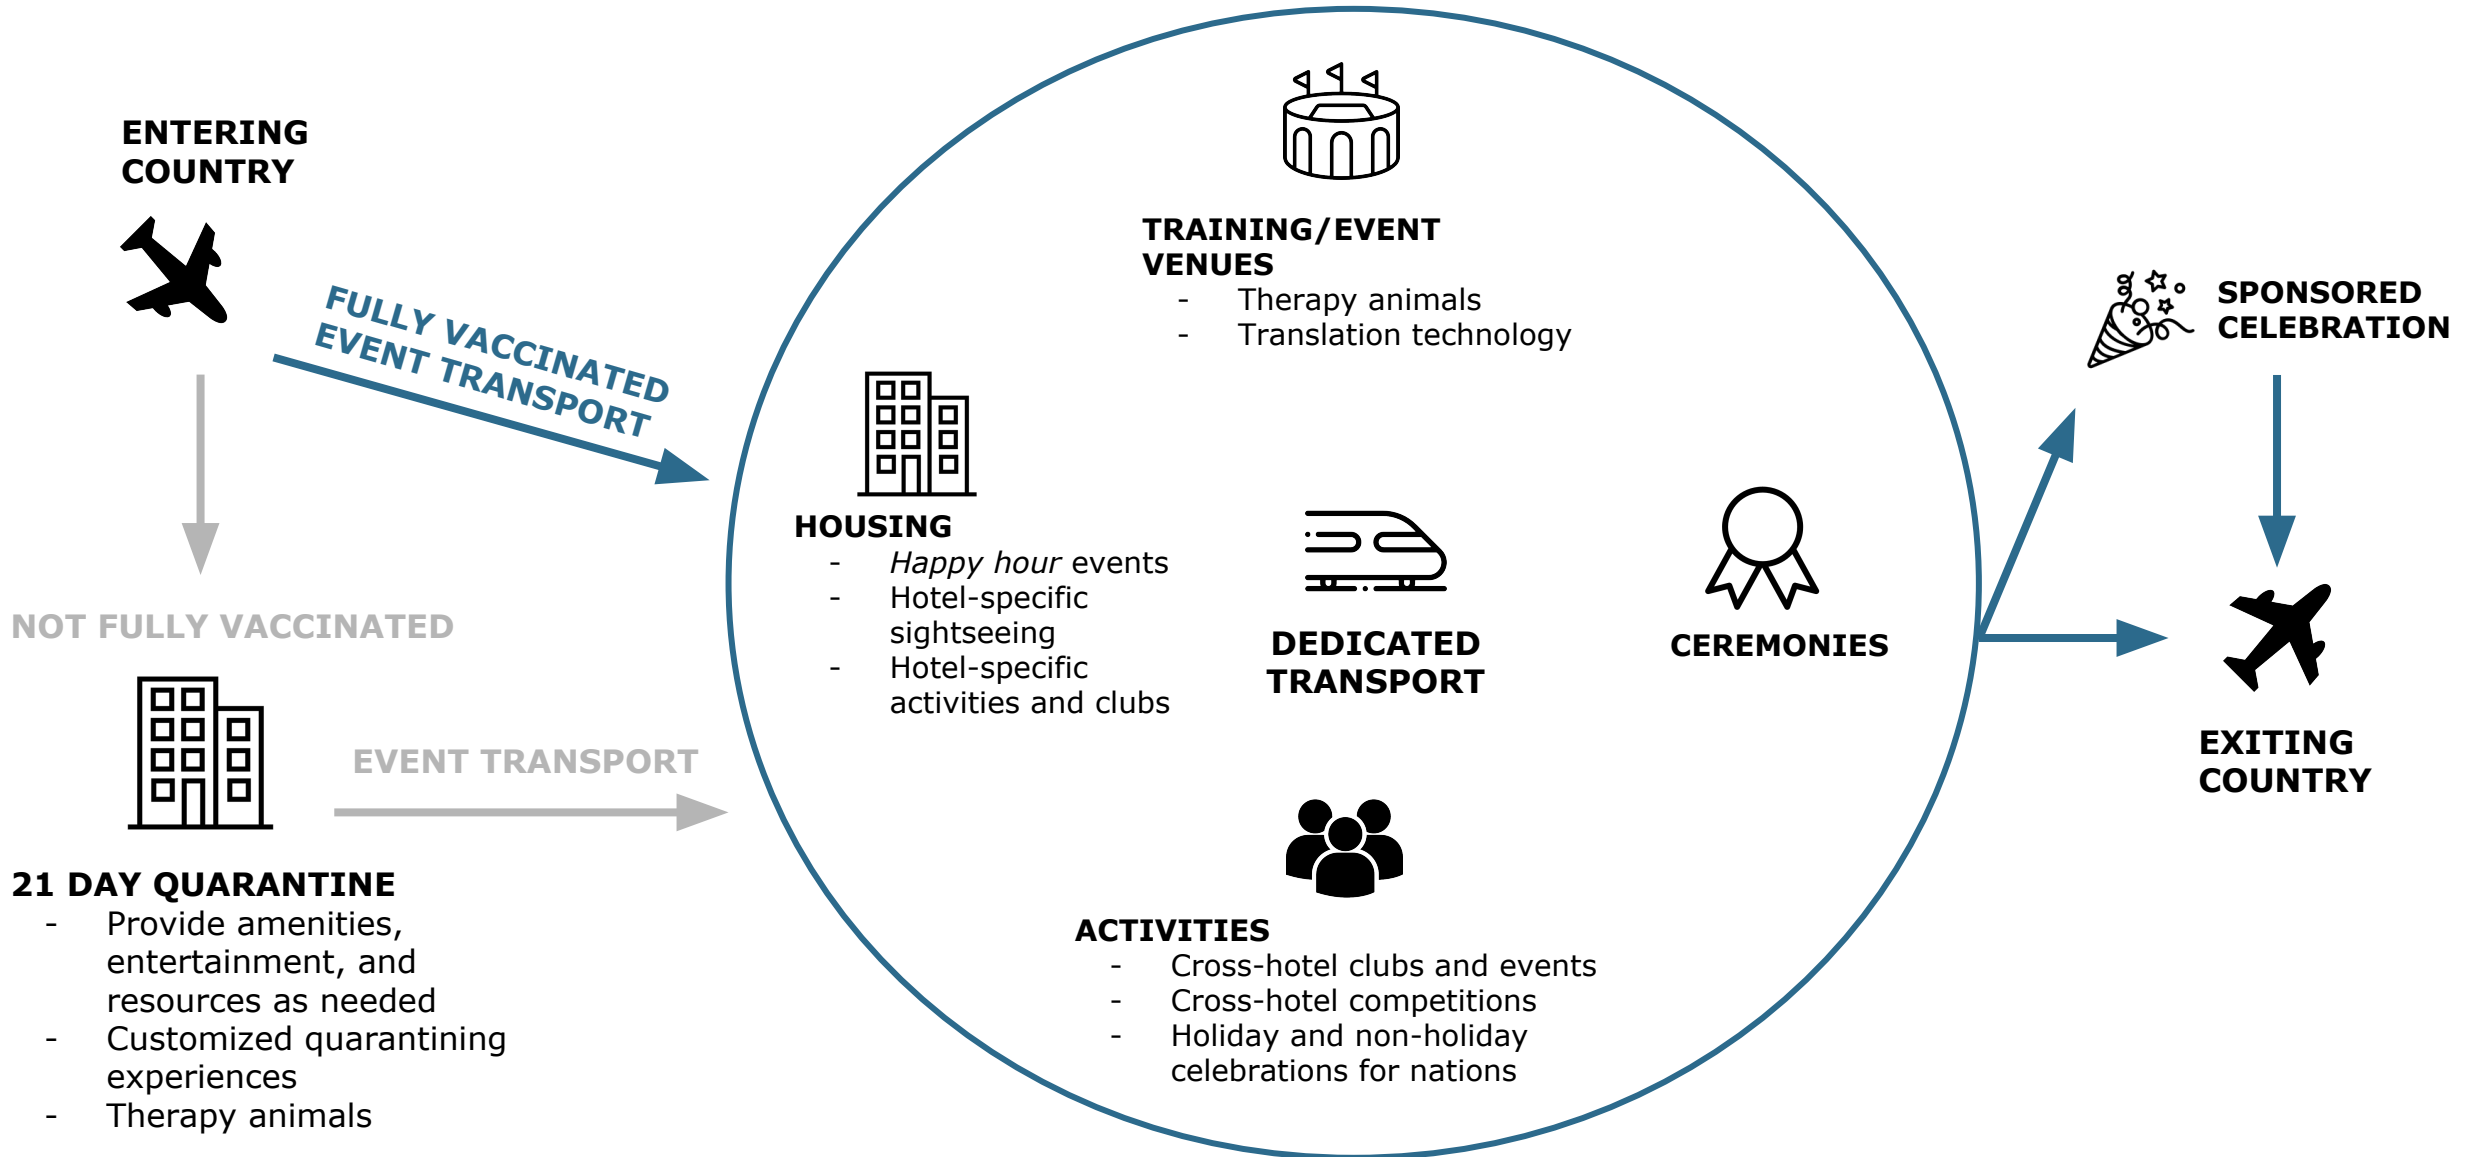 ENTERING
COUNTRY
FULLY VACCINATED
EVENT TRANSPORT
NOT FULLY VACCINATED
EVENT TRANSPORT
21 DAY QUARANTINE
- Provide amenities,
entertainment, and
resources as needed
- Customized quarantining
experiences
- Therapy animals
TRAINING/EVENT
VENUES
- Therapy animals
- Translation technology
HOUSING
- Happy hour events
- Hotel-specific
sightseeing
- Hotel-specific
activities and clubs
DEDICATED
TRANSPORT
CEREMONIES
ACTIVITIES
- Cross-hotel clubs and events
- Cross-hotel competitions
- Holiday and non-holiday
celebrations for nations
SPONSORED
CELEBRATION
EXITING
COUNTRY